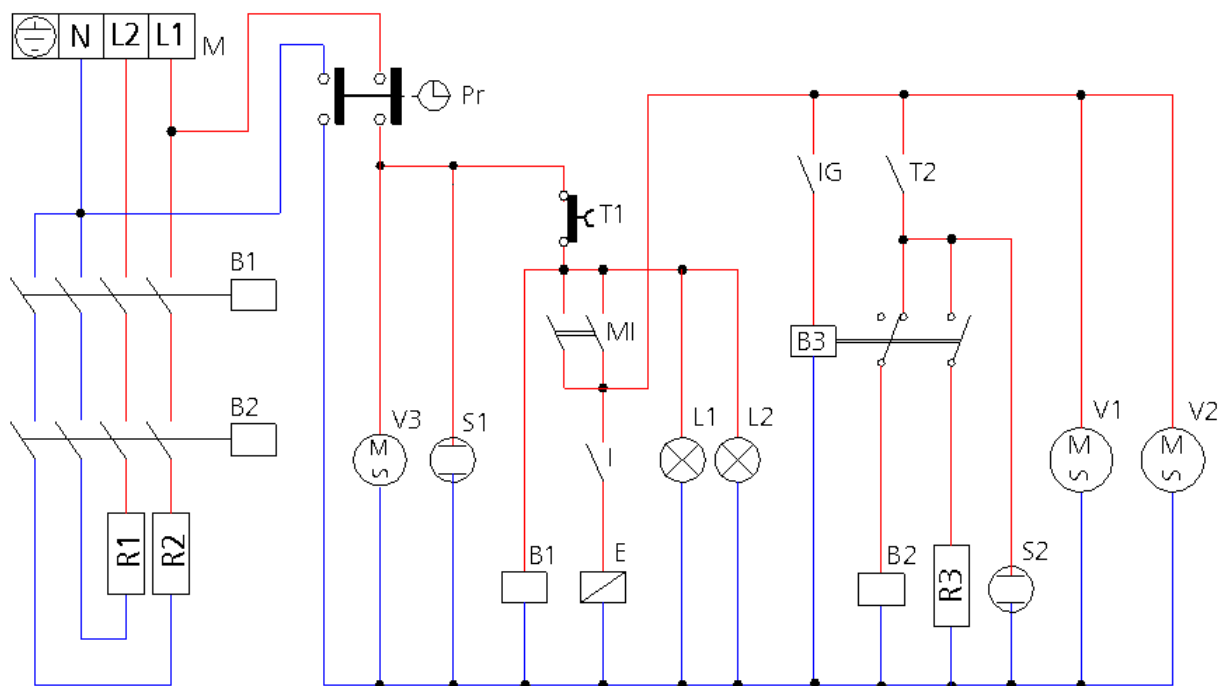 N L2 L1 M
Pr
IG T2
T1
B1
MI
B3
B2
V3 S1 L1 L2 V1 V2
M M M
S S S
I
R1 R2
B1 E B2 R3 S2